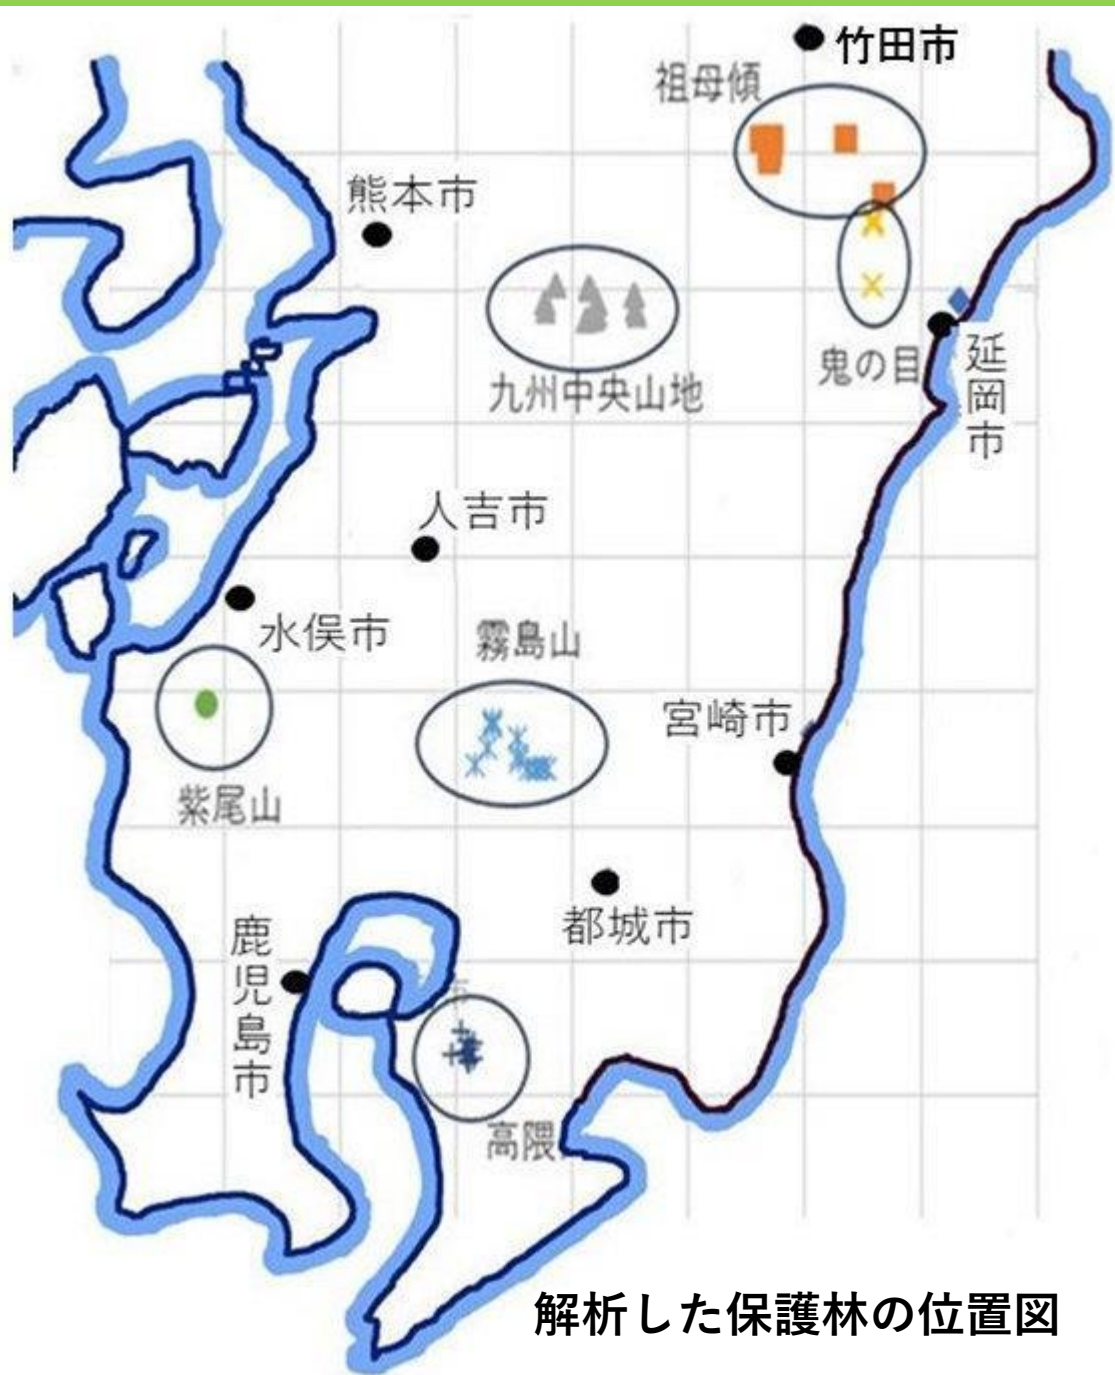 竹田市
祖母傾
熊本市
九州中央山地
鬼の目
延岡市
人吉市
水俣市
霧島山
宮崎市
紫尾山
都城市
鹿児島市
市
高隈
解析した保護林の位置図